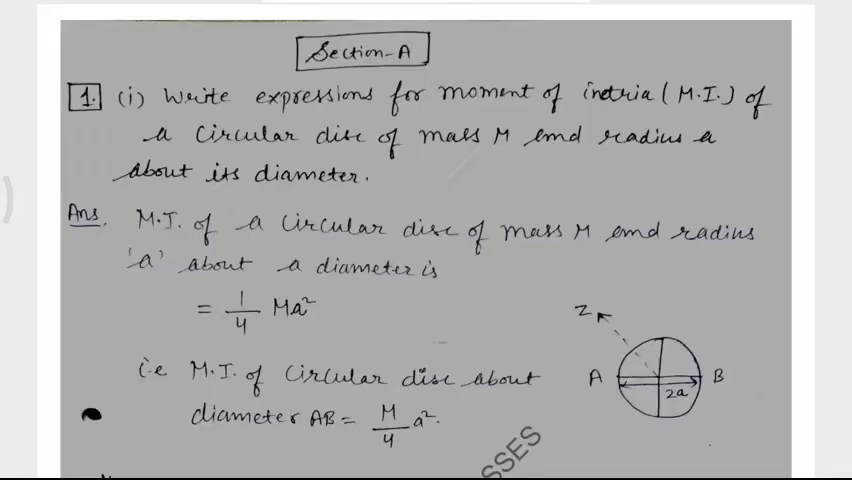 Section-A
1. (i) Write expressions for moment of inetria (M.I.) of
a circular disc of mass M and radius a
about its diameter.
Ans. M.I. of a circular disc of mass M and radius
'a' about a diameter is
= 1/4 Ma²
Z
i.e M.I. of circular disc about
A B
2a
diameter AB = M/4 a².
SSES